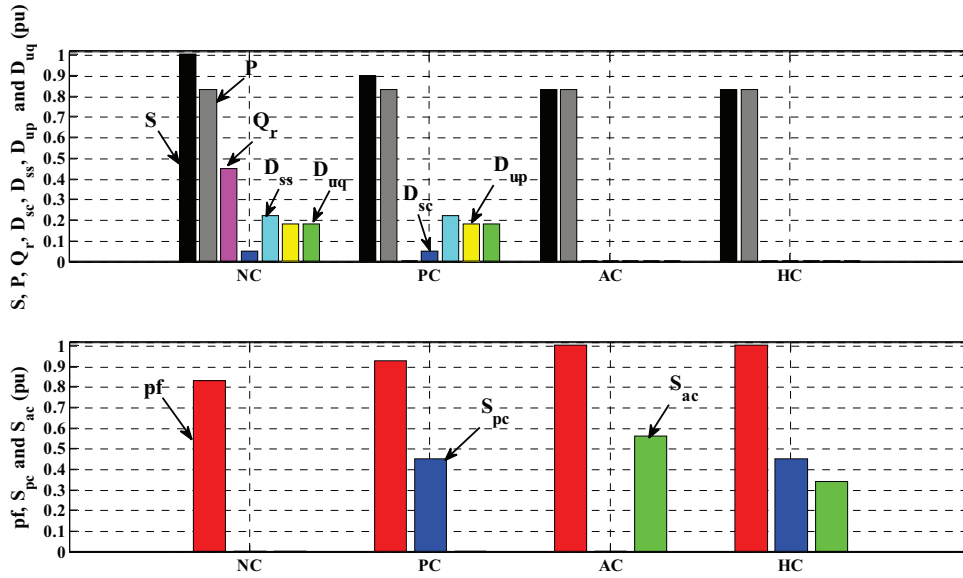 S, P, Q_r, D_sc, D_ss, D_up and D_uq (pu)
1
0.9
0.8
0.7
0.6
0.5
0.4
0.3
0.2
0.1
0
S
P
Q_r
D_ss
D_uq
D_sc
D_up
NC
PC
AC
HC
pf, S_pc and S_ac (pu)
1
0.9
0.8
0.7
0.6
0.5
0.4
0.3
0.2
0.1
0
pf
S_pc
S_ac
NC
PC
AC
HC